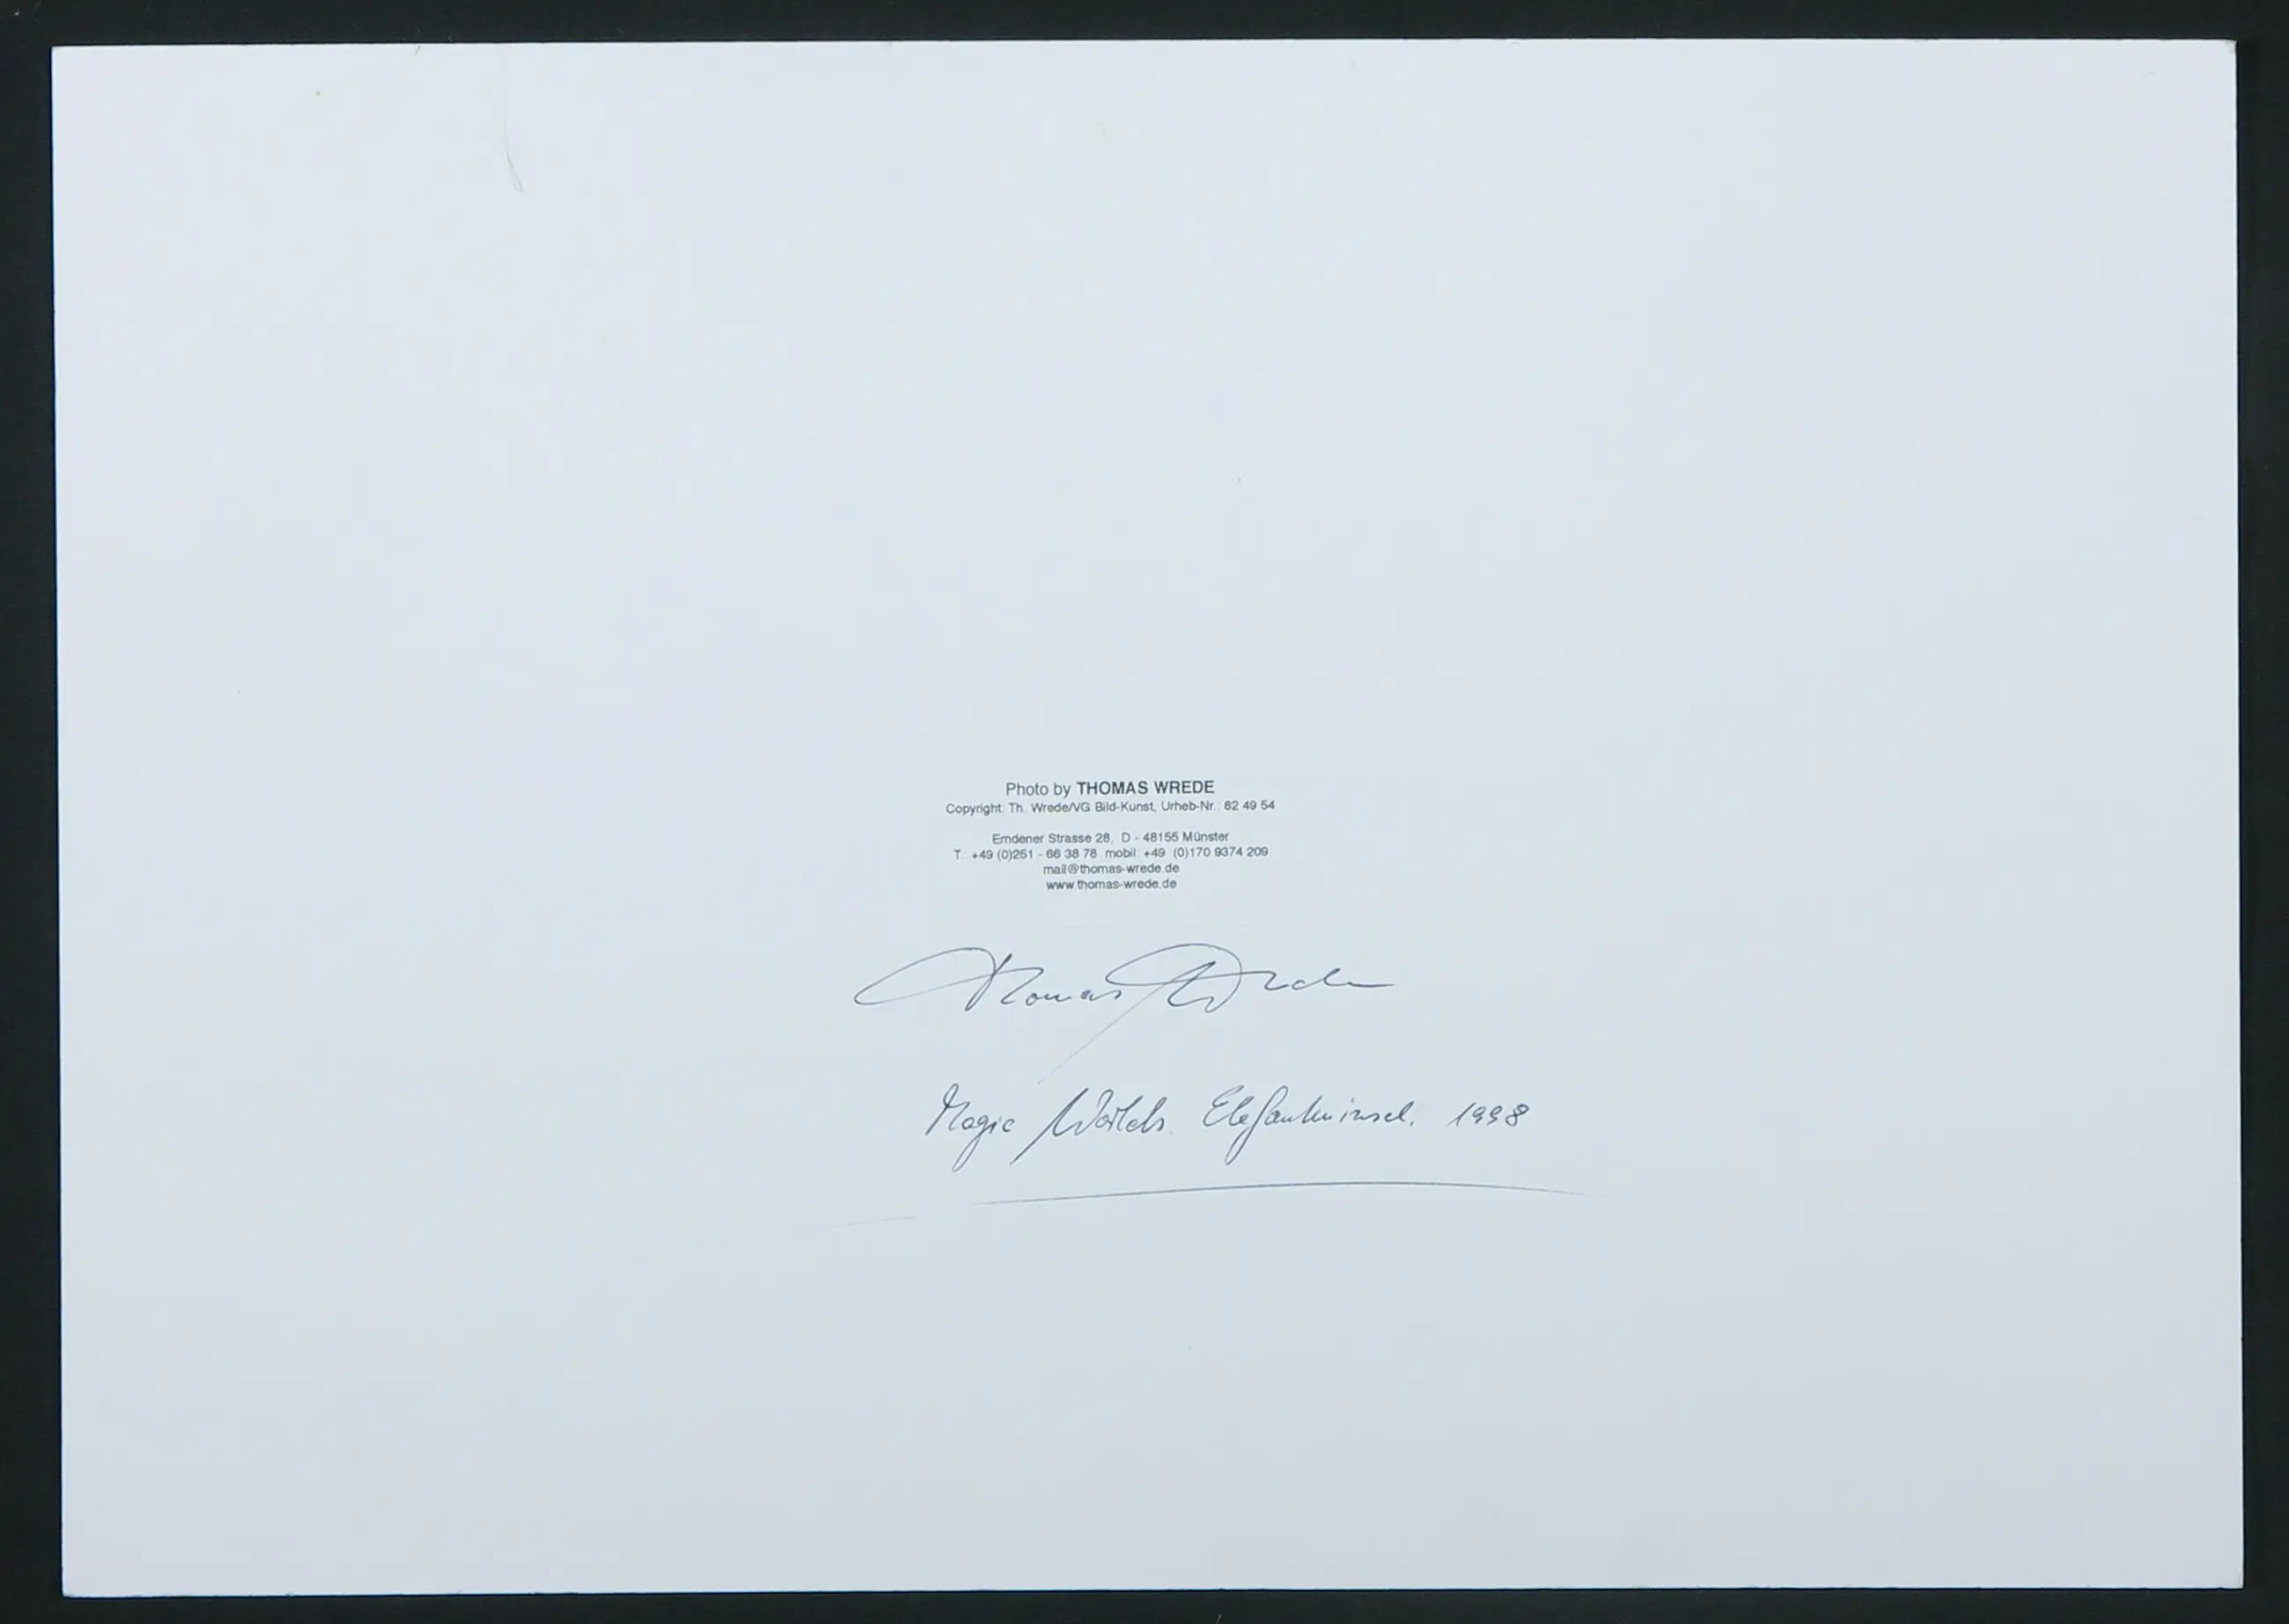 Photo by THOMAS WREDE
Copyright: Th. Wrede/VG Bild-Kunst, Urheb-Nr.: 62 49 54
Emdener Strasse 28, D - 48155 Münster
T.: +49 (0)251 - 66 38 78 mobil: +49 (0)170 9374 209
mail@thomas-wrede.de
www.thomas-wrede.de
Thomas Wrede
Magic Worlds. Elefanteninsel. 1998